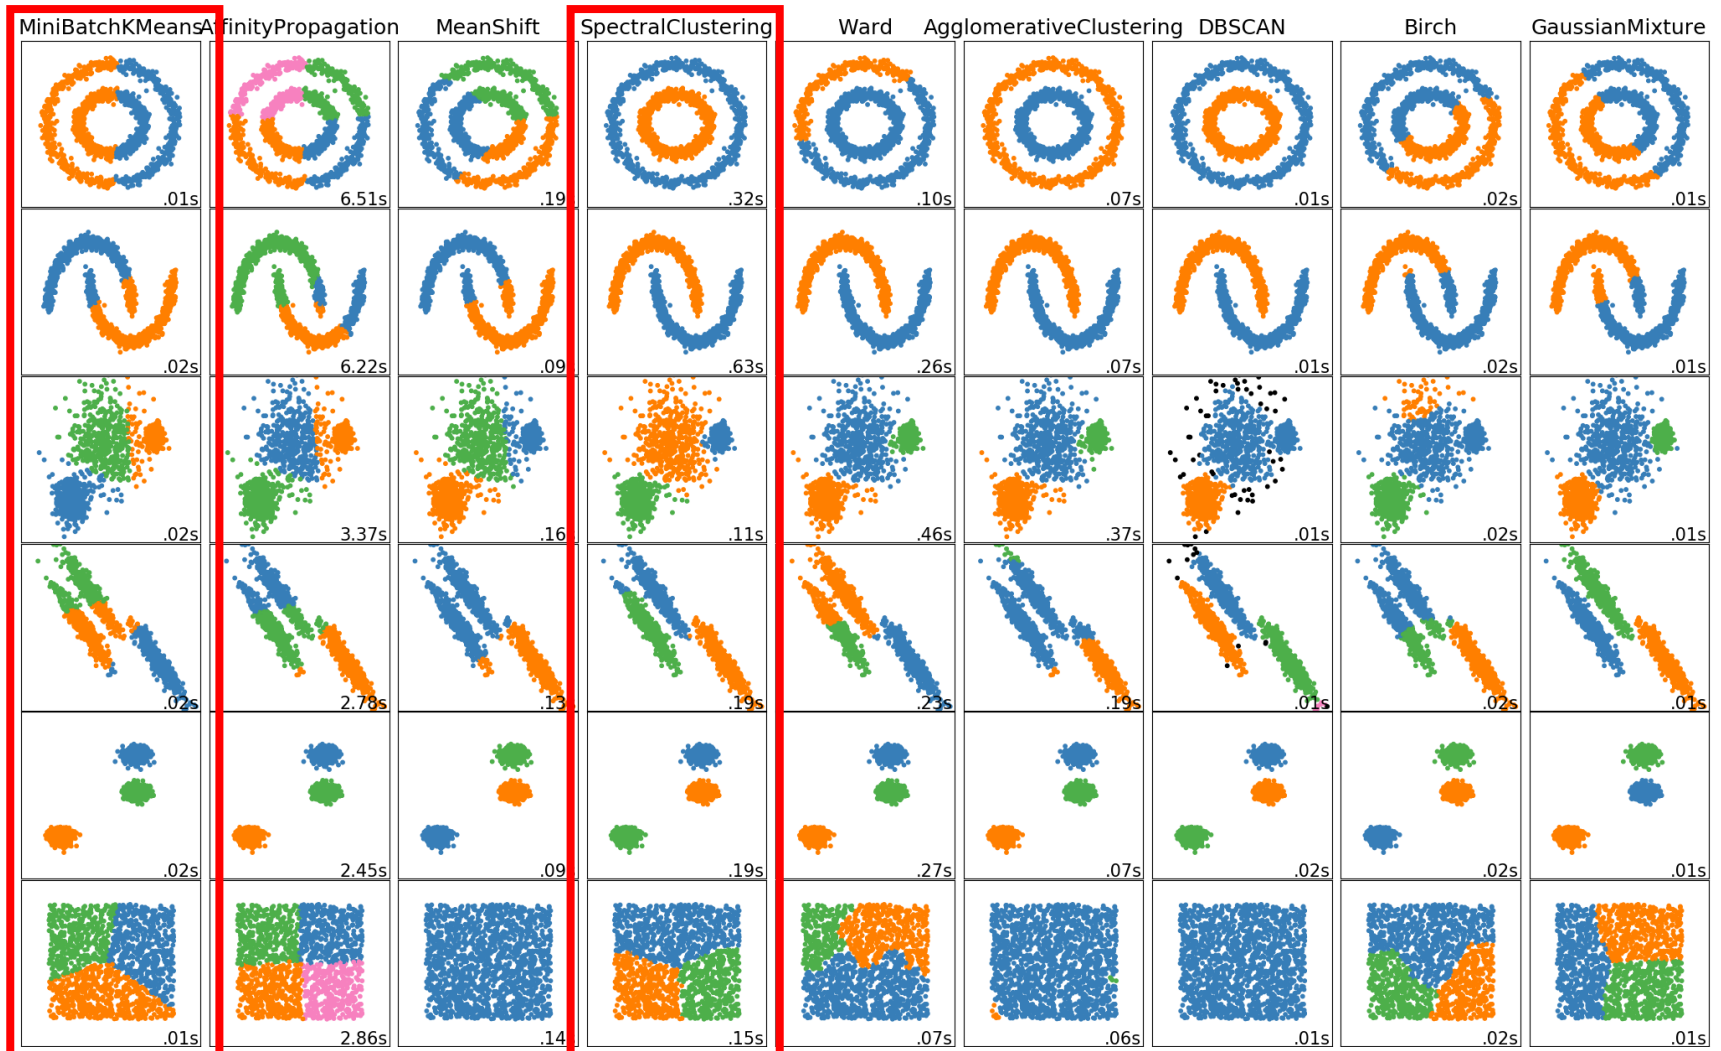 MiniBatchKMeans AffinityPropagation MeanShift SpectralClustering Ward AgglomerativeClustering DBSCAN Birch GaussianMixture
.01s 6.51s .19 .32s .10s .07s .01s .02s .01s
.02s 6.22s .09 .63s .26s .07s .01s .02s .01s
.02s 3.37s .16 .11s .46s .37s .01s .02s .01s
.02s 2.78s .13 .19s .23s .19s .01s .02s .01s
.02s 2.45s .09 .19s .27s .07s .02s .02s .01s
.01s 2.86s .14 .15s .07s .06s .01s .02s .01s